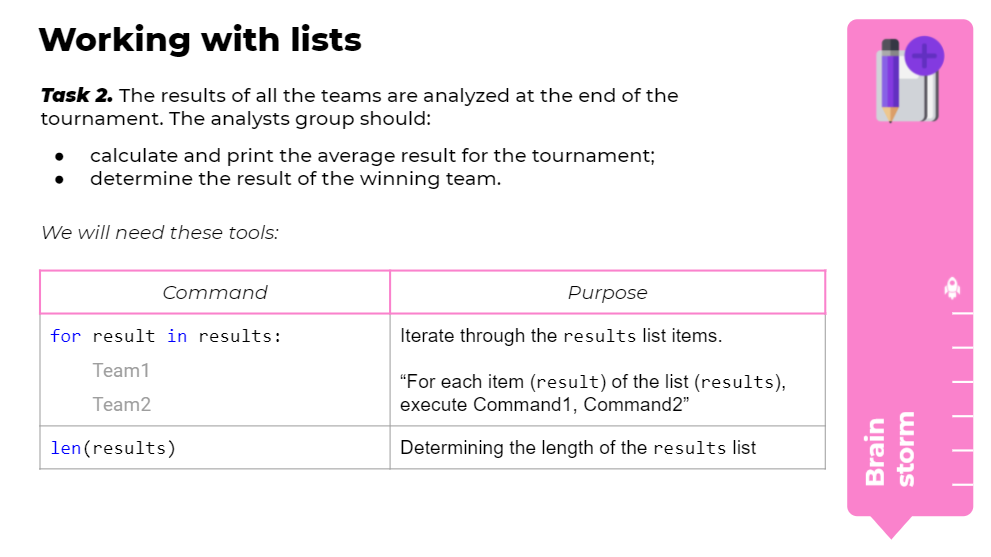 Working with lists
Task 2. The results of all the teams are analyzed at the end of the
tournament. The analysts group should:
● calculate and print the average result for the tournament;
● determine the result of the winning team.
We will need these tools:
Command
Purpose
for result in results:
Team1
Team2
Iterate through the results list items.
“For each item (result) of the list (results),
execute Command1, Command2”
len(results)
Determining the length of the results list
Brain
storm